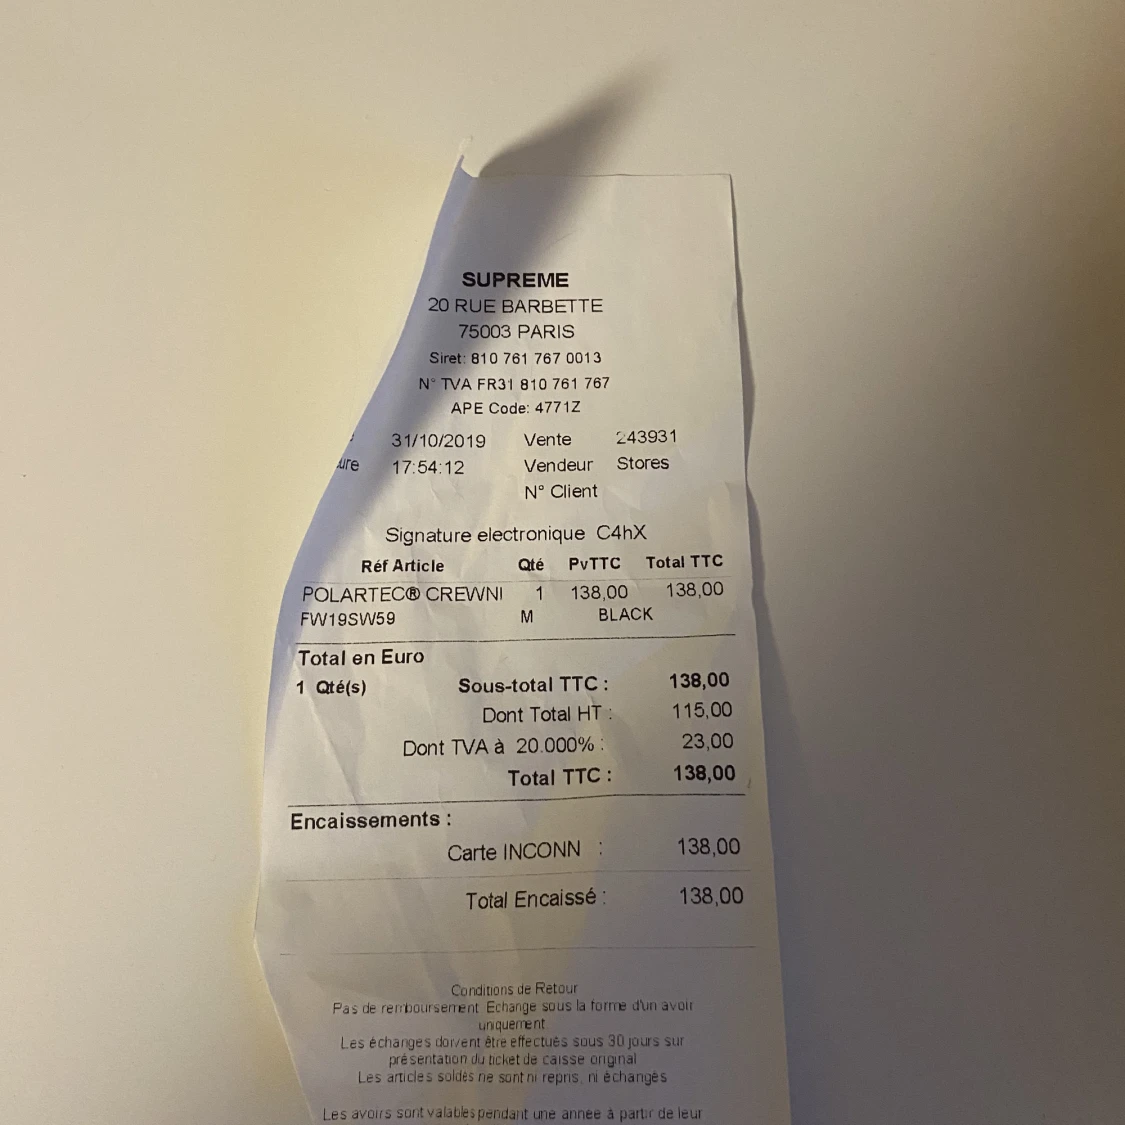 SUPREME
20 RUE BARBETTE
75003 PARIS
Siret: 810 761 767 0013
N° TVA FR31 810 761 767
APE Code: 4771Z
31/10/2019 Vente 243931
ure 17:54:12 Vendeur Stores
N° Client
Signature electronique C4hX
Réf Article Qté PvTTC Total TTC
POLARTEC® CREWNI 1 138,00 138,00
FW19SW59 M BLACK
Total en Euro
1 Qté(s) Sous-total TTC : 138,00
Dont Total HT : 115,00
Dont TVA à 20.000% : 23,00
Total TTC : 138,00
Encaissements :
Carte INCONN : 138,00
Total Encaissé : 138,00
Conditions de Retour
Pas de remboursement Echange sous la forme d'un avoir
uniquement
Les échanges doivent être effectués sous 30 jours sur
présentation du ticket de caisse original
Les articles soldés ne sont ni repris, ni échangés
Les avoirs sont valables pendant une année à partir de leur